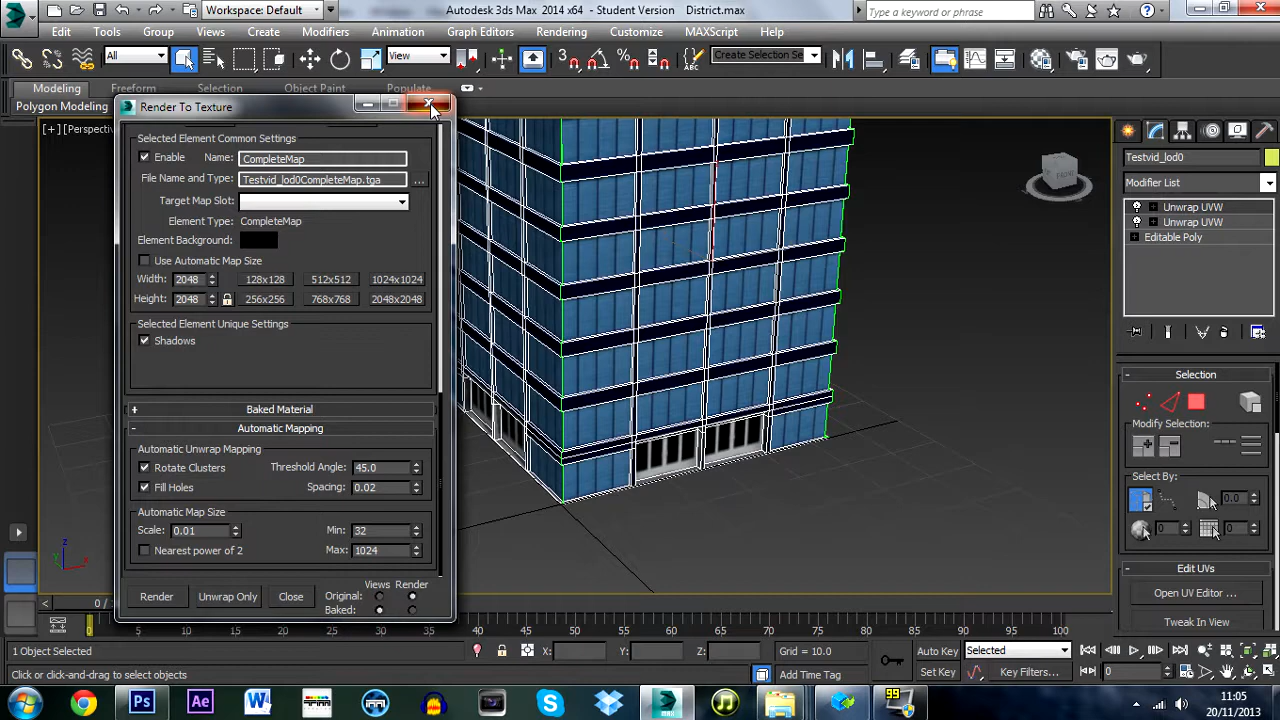 Workspace: Default
Autodesk 3ds Max 2014 x64 - Student Version District.max
Type a keyword or phrase
Edit Tools Group Views Create Modifiers Animation Graph Editors Rendering Customize MAXScript Help
All View Create Selection Se
Modeling Freeform Selection Object Paint Populate
Polygon Modeling
Render To Texture
[+] [Perspecti
Selected Element Common Settings
Enable Name: CompleteMap
File Name and Type: Testvid_lod0CompleteMap.tga ...
Target Map Slot:
Element Type: CompleteMap
Element Background:
Use Automatic Map Size
Width: 2048 128x128 512x512 1024x1024
Height: 2048 256x256 768x768 2048x2048
Selected Element Unique Settings
Shadows
+ Baked Material
- Automatic Mapping
Automatic Unwrap Mapping
Rotate Clusters Threshold Angle: 45.0
Fill Holes Spacing: 0.02
Automatic Map Size
Scale: 0.01 Min: 32
Nearest power of 2 Max: 1024
Views Render
Render Unwrap Only Close Original:
Baked:
FRONT
Testvid_lod0
Modifier List
Unwrap UVW
Unwrap UVW
Editable Poly
- Selection
Modify Selection:
Select By:
0.0
0 0
- Edit UVs
Open UV Editor ...
Tweak In View
0 /
0 5 10 15 20 25 30 35 40 45 50 55 60 65 70 75 80 85 90 95 100
1 Object Selected X: Y: Z: Grid = 10.0 Auto Key Selected
Click or click-and-drag to select objects Add Time Tag Set Key Key Filters... 0
Ps Ae W MAX 99
11:05
20/11/2013